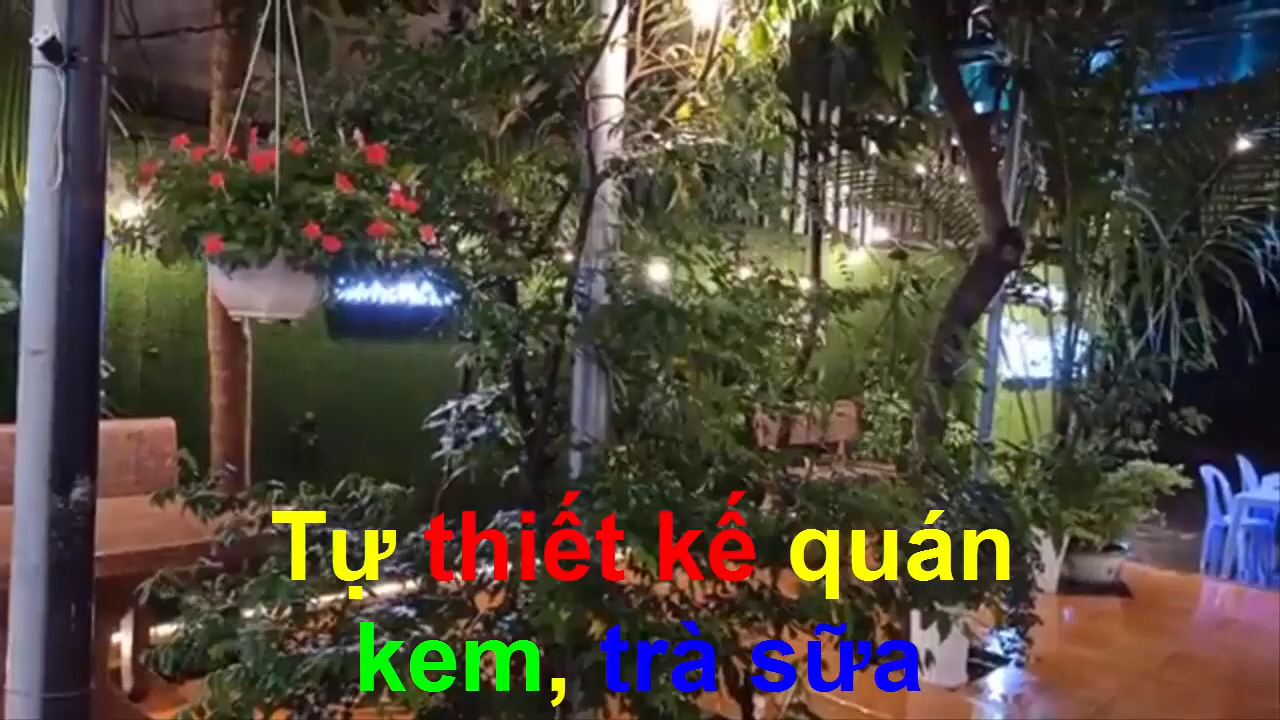 Tự thiết kế quán
kem, trà sữa